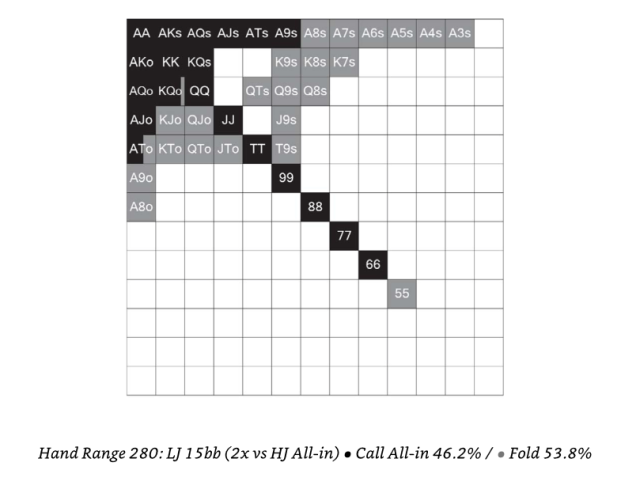 AA AKs AQs AJs ATs A9s A8s A7s A6s A5s A4s A3s
AKo KK KQs K9s K8s K7s
AQo KQo QQ QTs Q9s Q8s
AJo KJo QJo JJ J9s
ATo KTo QTo JTo TT T9s
A9o 99
A8o 88
77
66
55
Hand Range 280: LJ 15bb (2x vs HJ All-in) • Call All-in 46.2% / • Fold 53.8%